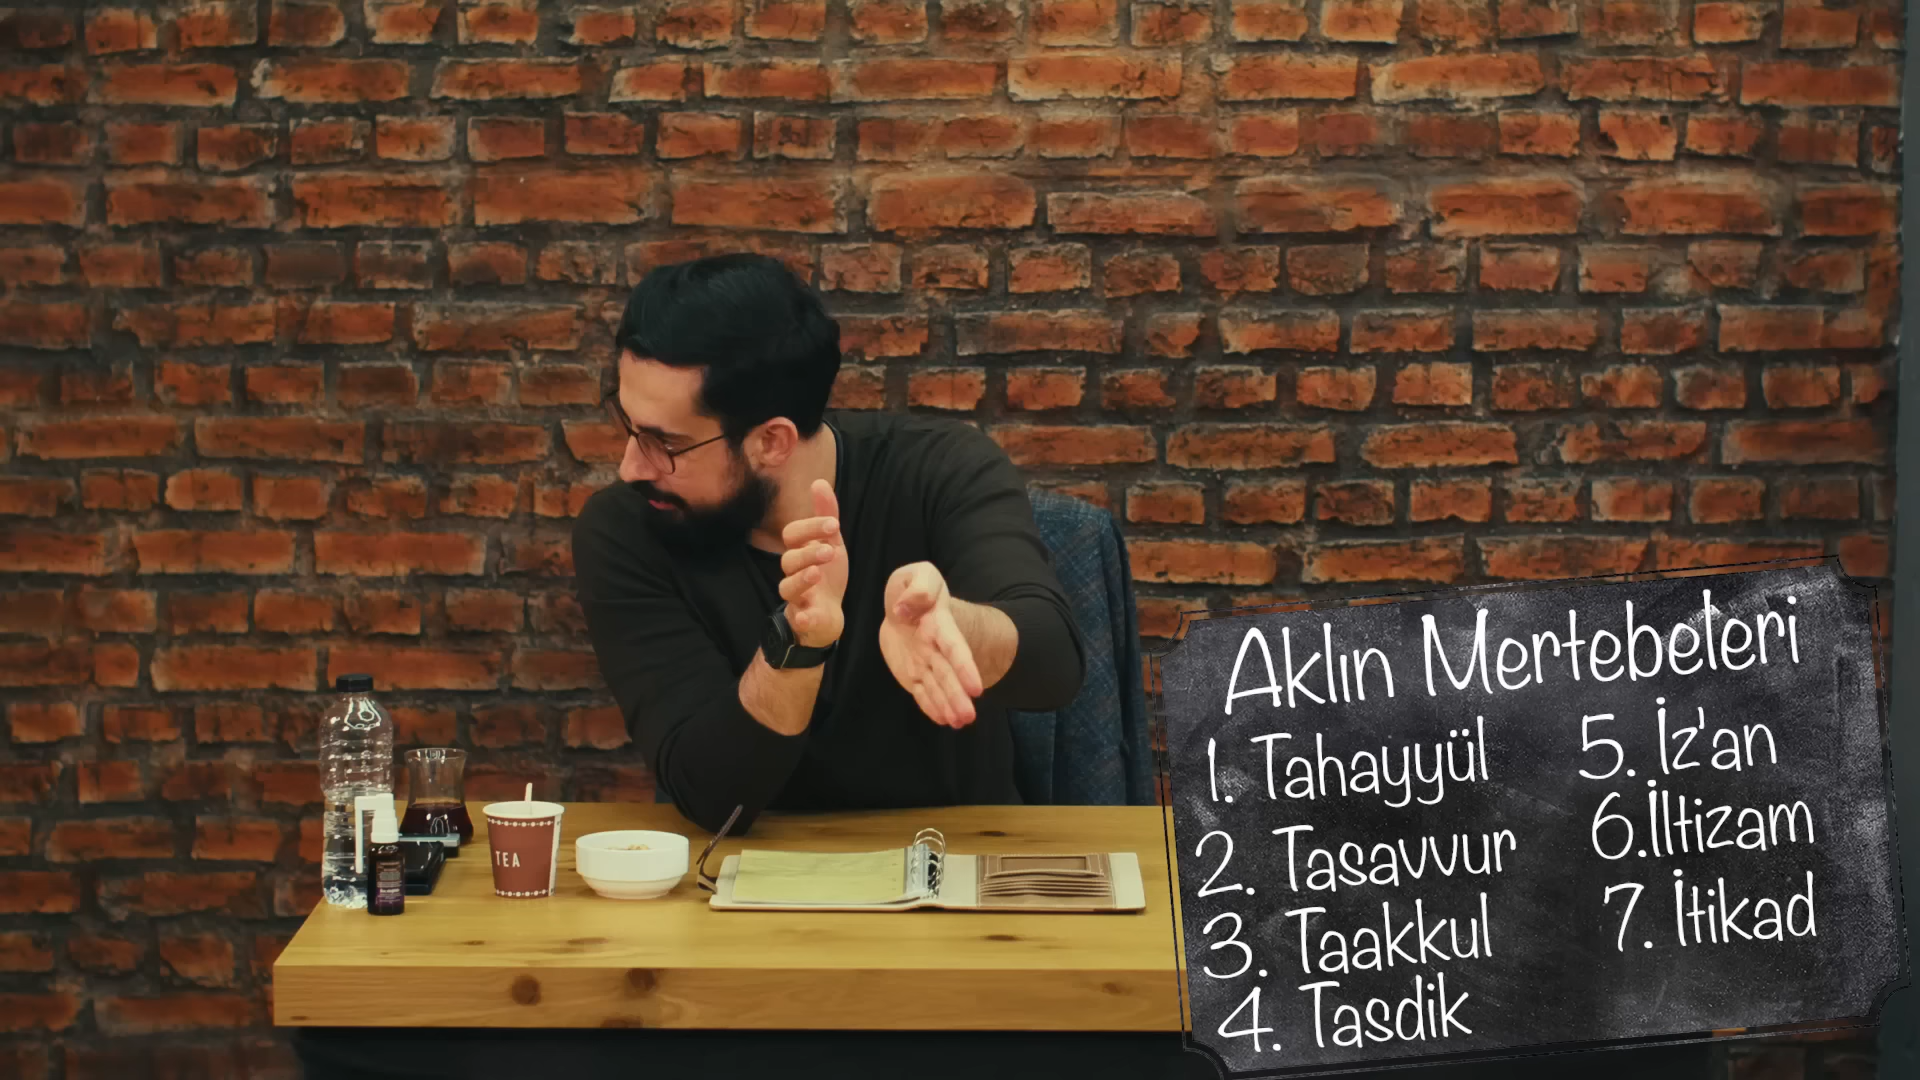 TEA
Aklın Mertebeleri
1. Tahayyül
2. Tasavvur
3. Taakkul
4. Tasdik
5. İz'an
6.İltizam
7. İtikad